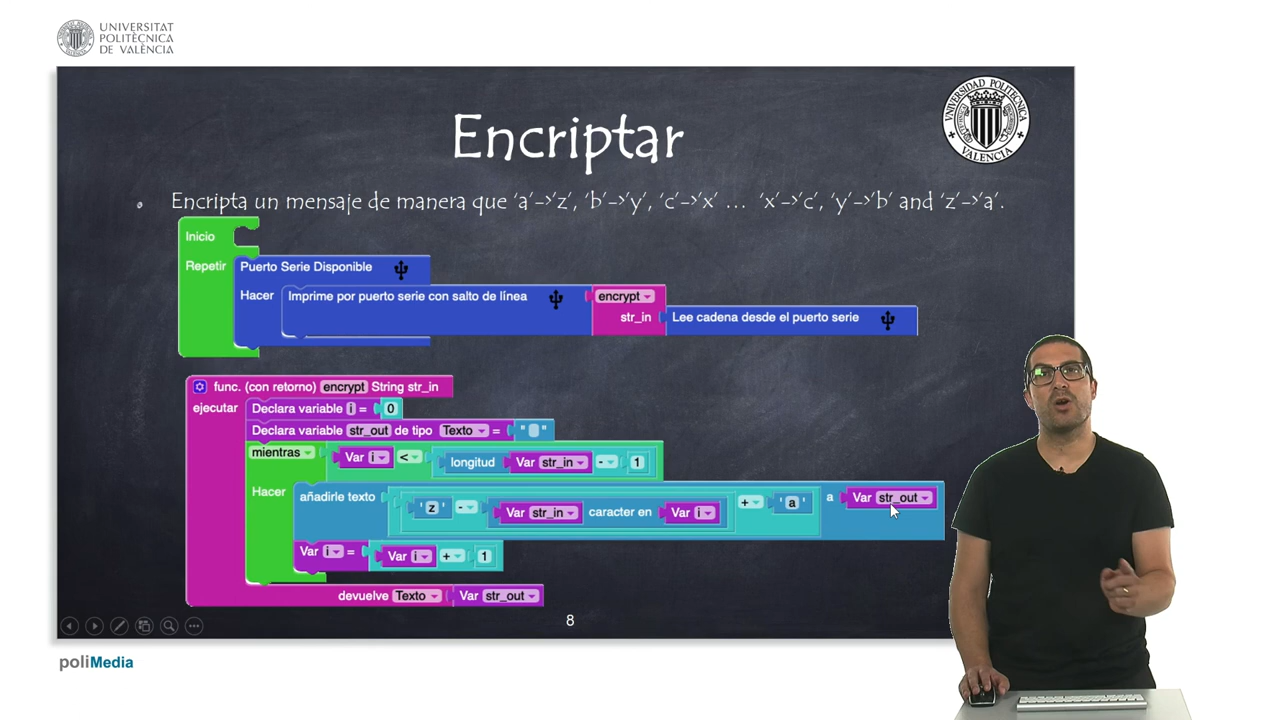 UNIVERSITAT
POLITÈCNICA
DE VALÈNCIA
UNIVERSIDAD POLITECNICA
VALENCIA
Encriptar
Encripta un mensaje de manera que 'a'->'z', 'b'->'y', 'c'->'x' ... 'x'->'c', 'y'->'b' and 'z'->'a'.
Inicio
Repetir Puerto Serie Disponible
Hacer Imprime por puerto serie con salto de línea encrypt
str_in Lee cadena desde el puerto serie
func. (con retorno) encrypt String str_in
ejecutar Declara variable i = 0
Declara variable str_out de tipo Texto = " "
mientras Var i < longitud Var str_in - 1
Hacer añadirle texto ' z ' - Var str_in caracter en Var i + ' a ' a Var str_out
Var i = Var i + 1
devuelve Texto Var str_out
8
poliMedia